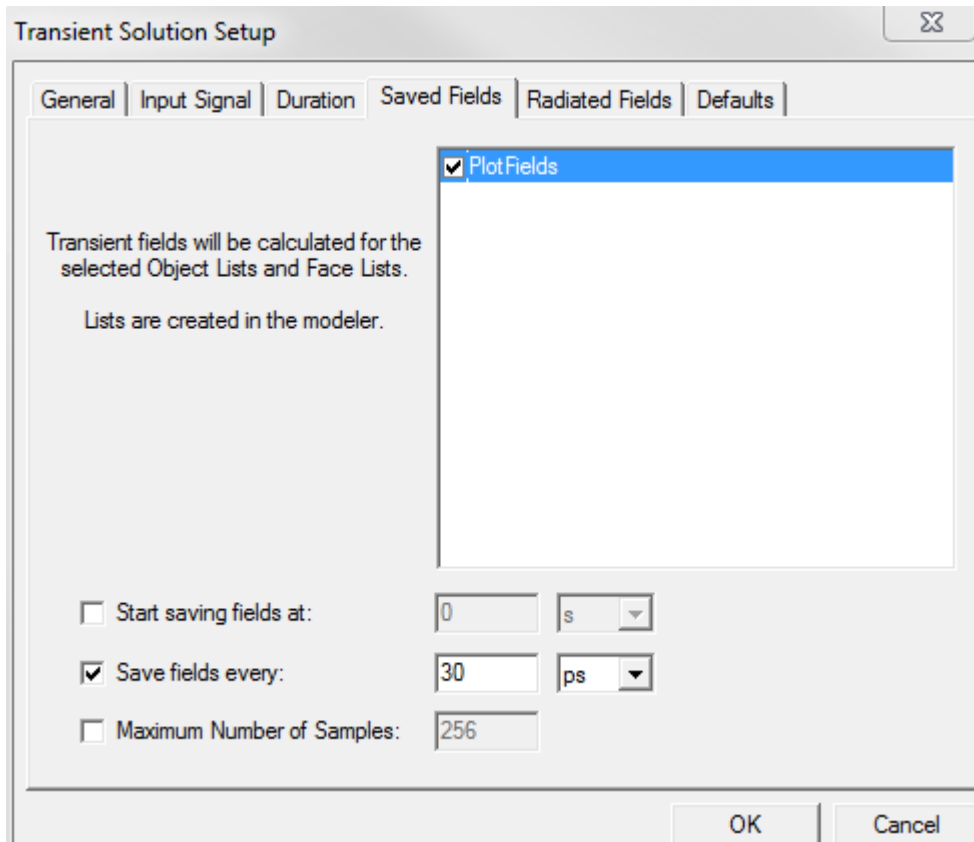 Transient Solution Setup
General Input Signal Duration Saved Fields Radiated Fields Defaults
PlotFields
Transient fields will be calculated for the
selected Object Lists and Face Lists.
Lists are created in the modeler.
Start saving fields at: 0 s
Save fields every: 30 ps
Maximum Number of Samples: 256
OK Cancel